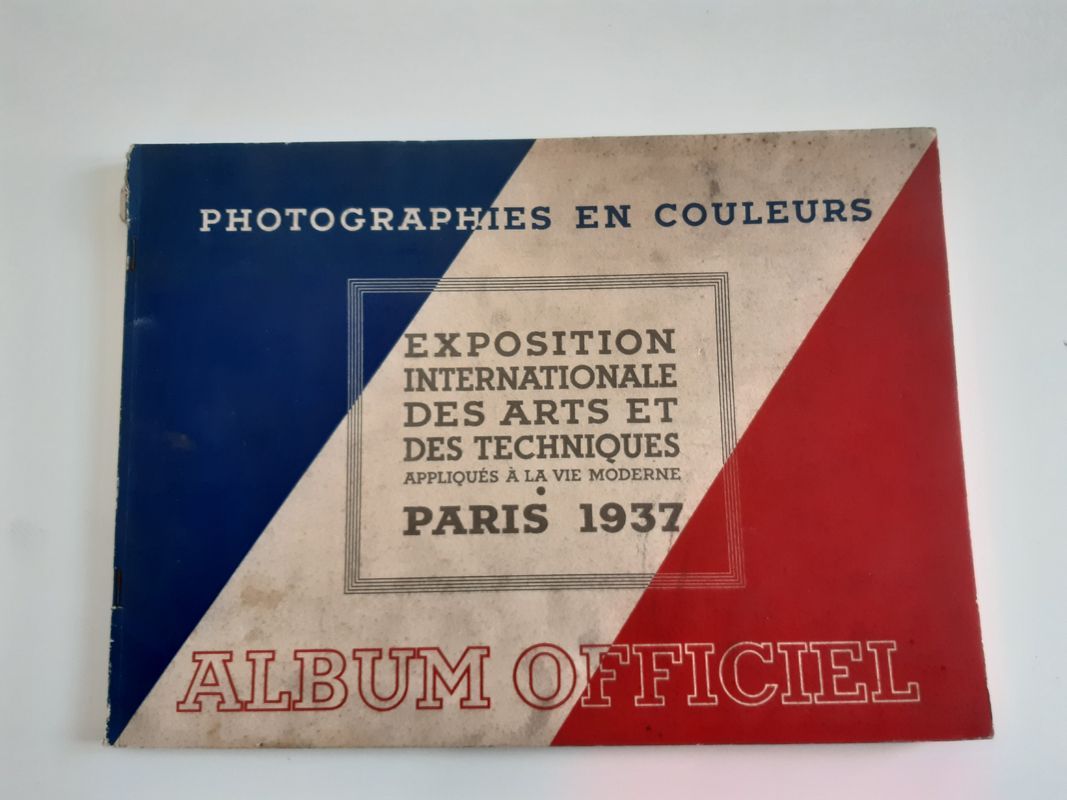 PHOTOGRAPHIES EN COULEURS
EXPOSITION
INTERNATIONALE
DES ARTS ET
DES TECHNIQUES
APPLIQUÉS À LA VIE MODERNE
•
PARIS 1937
ALBUM OFFICIEL